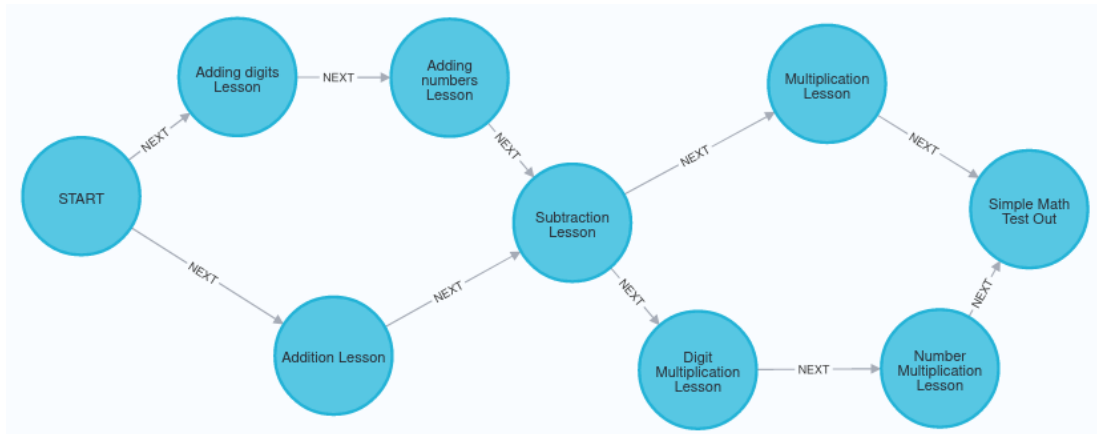 START
NEXT
Adding digits
Lesson
NEXT
Adding
numbers
Lesson
NEXT
NEXT
Addition Lesson
NEXT
Subtraction
Lesson
NEXT
Multiplication
Lesson
NEXT
NEXT
Digit
Multiplication
Lesson
NEXT
Number
Multiplication
Lesson
NEXT
Simple Math
Test Out